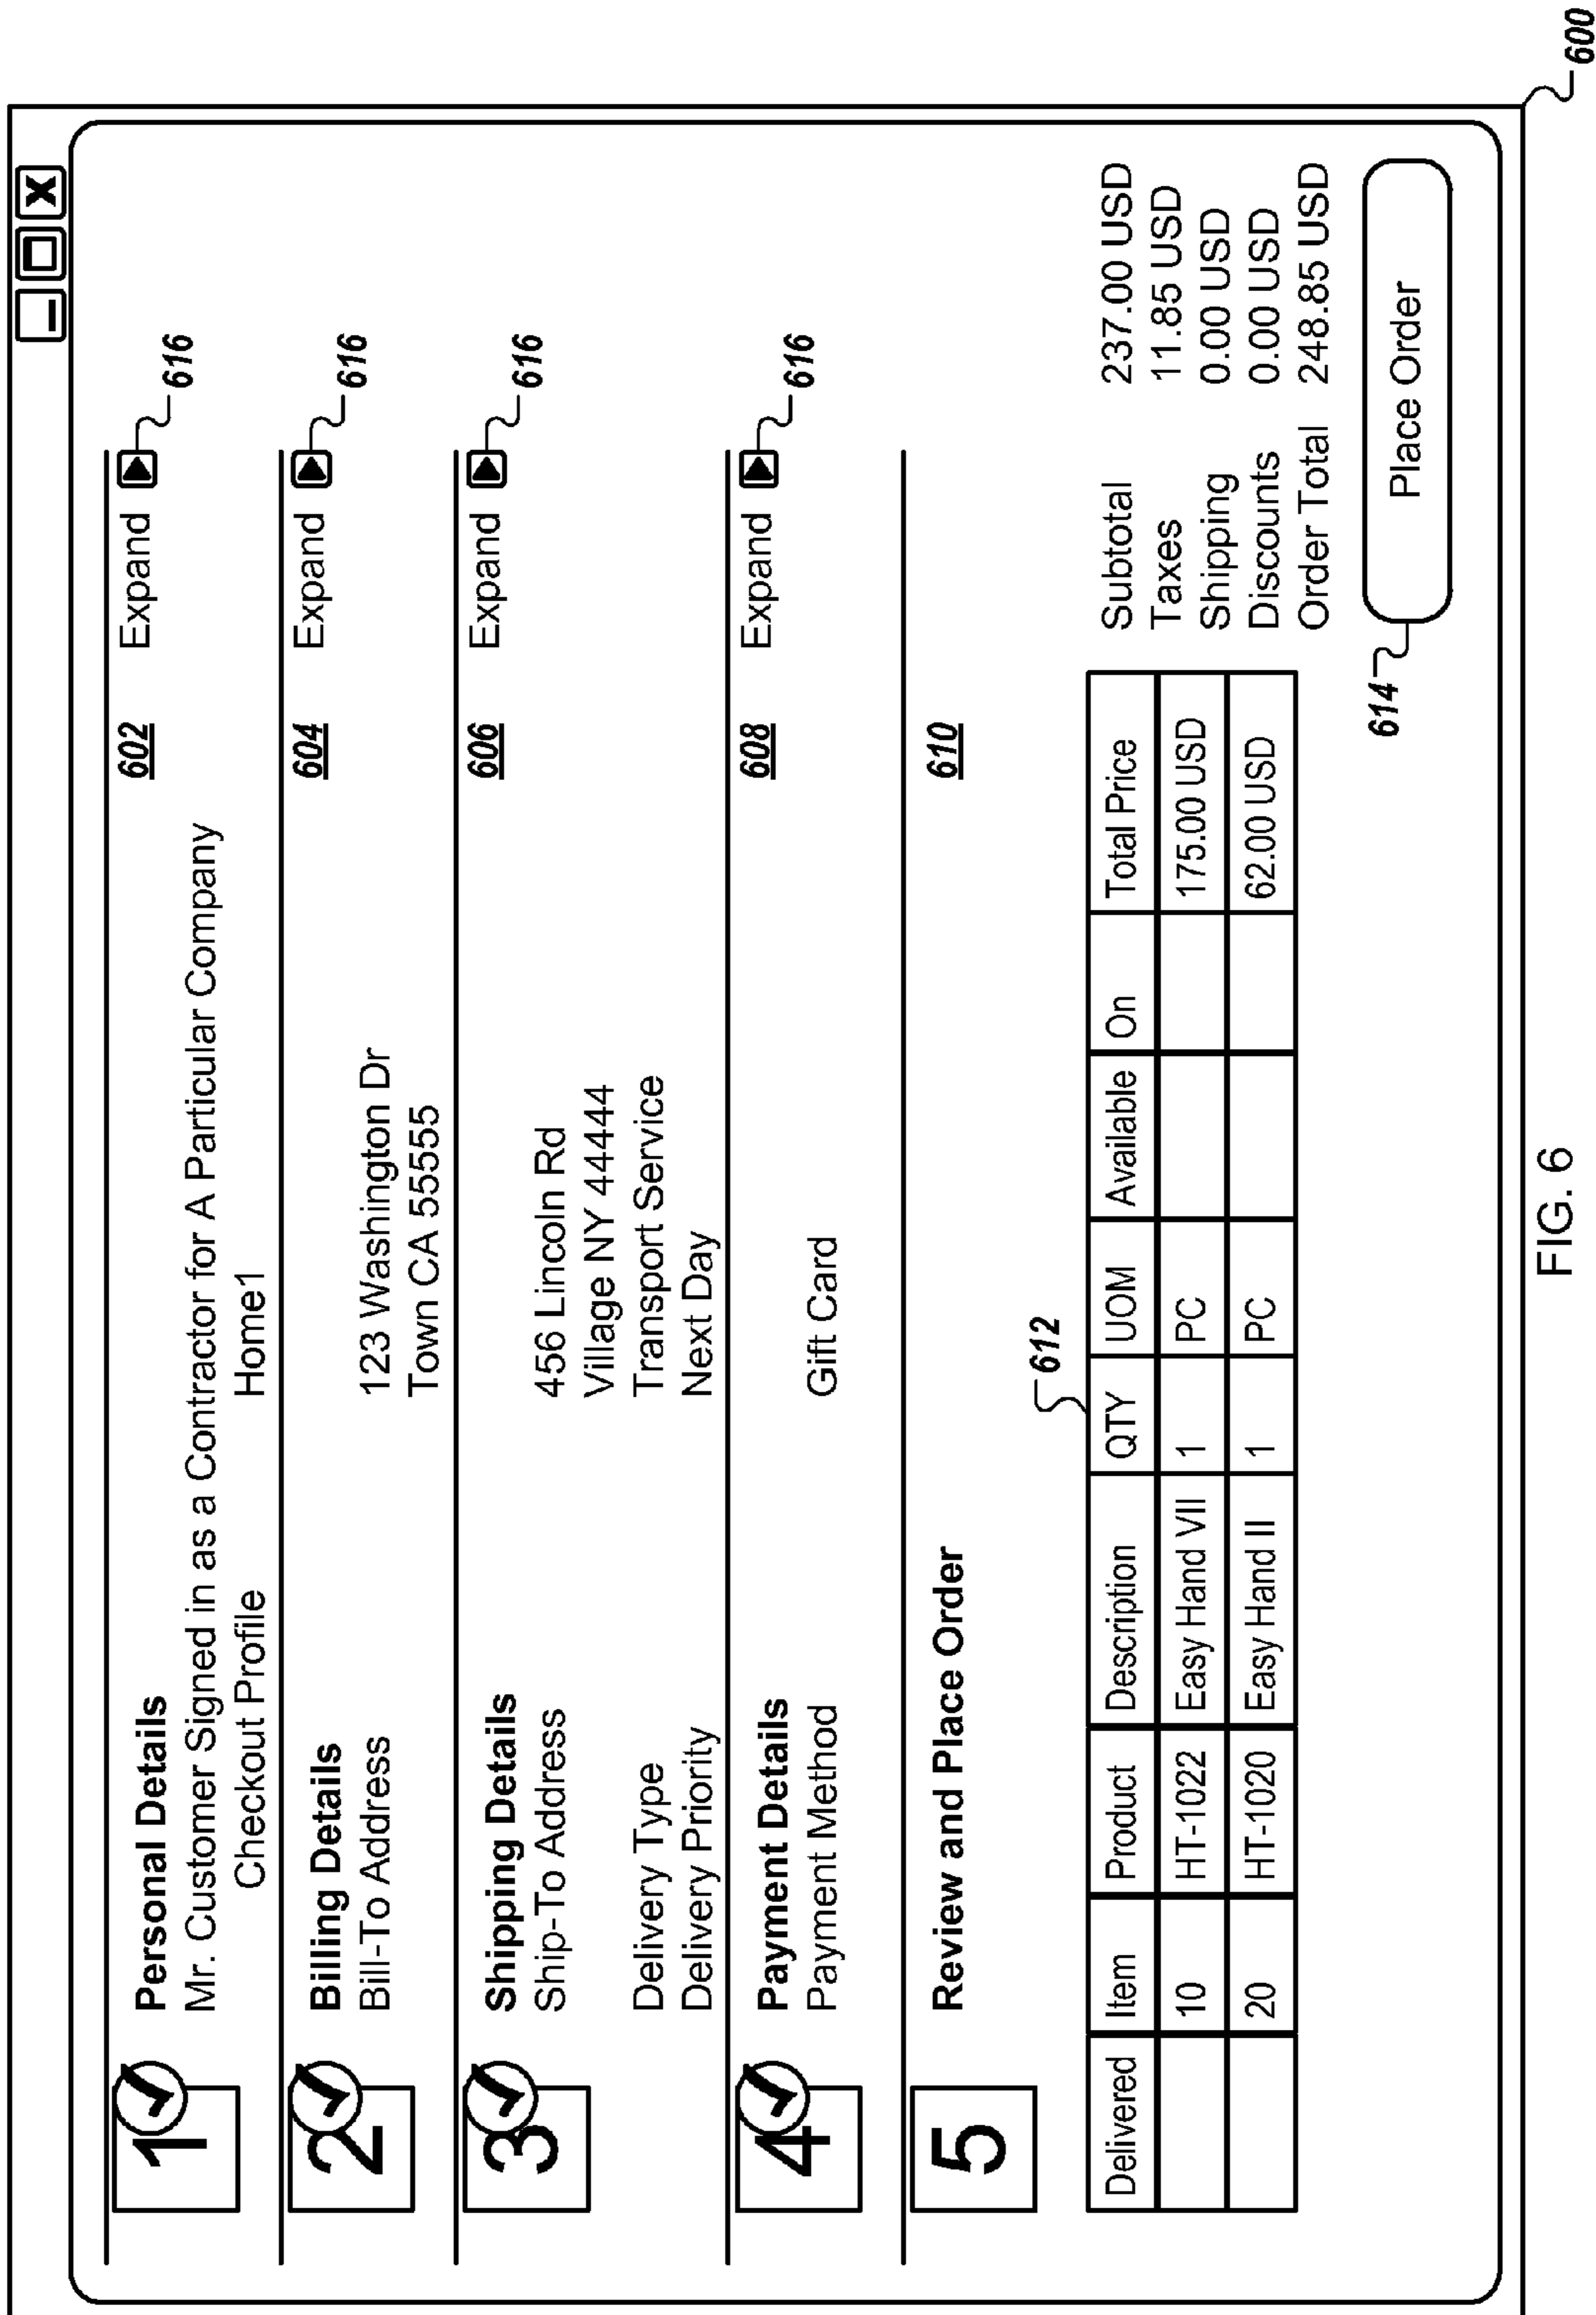 X
1 Personal Details 602 Expand 616
Mr. Customer Signed in as a Contractor for A Particular Company
Checkout Profile Home1
2 Billing Details 604 Expand 616
Bill-To Address 123 Washington Dr
Town CA 55555
3 Shipping Details 606 Expand 616
Ship-To Address 456 Lincoln Rd
Village NY 44444
Delivery Type Transport Service
Delivery Priority Next Day
4 Payment Details 608 Expand 616
Payment Method Gift Card
5 Review and Place Order 610
612
Delivered Item Product Description QTY UOM Available On Total Price
10 HT-1022 Easy Hand VII 1 PC 175.00 USD
20 HT-1020 Easy Hand II 1 PC 62.00 USD
Subtotal 237.00 USD
Taxes 11.85 USD
Shipping 0.00 USD
Discounts 0.00 USD
Order Total 248.85 USD
614 Place Order
600
FIG. 6